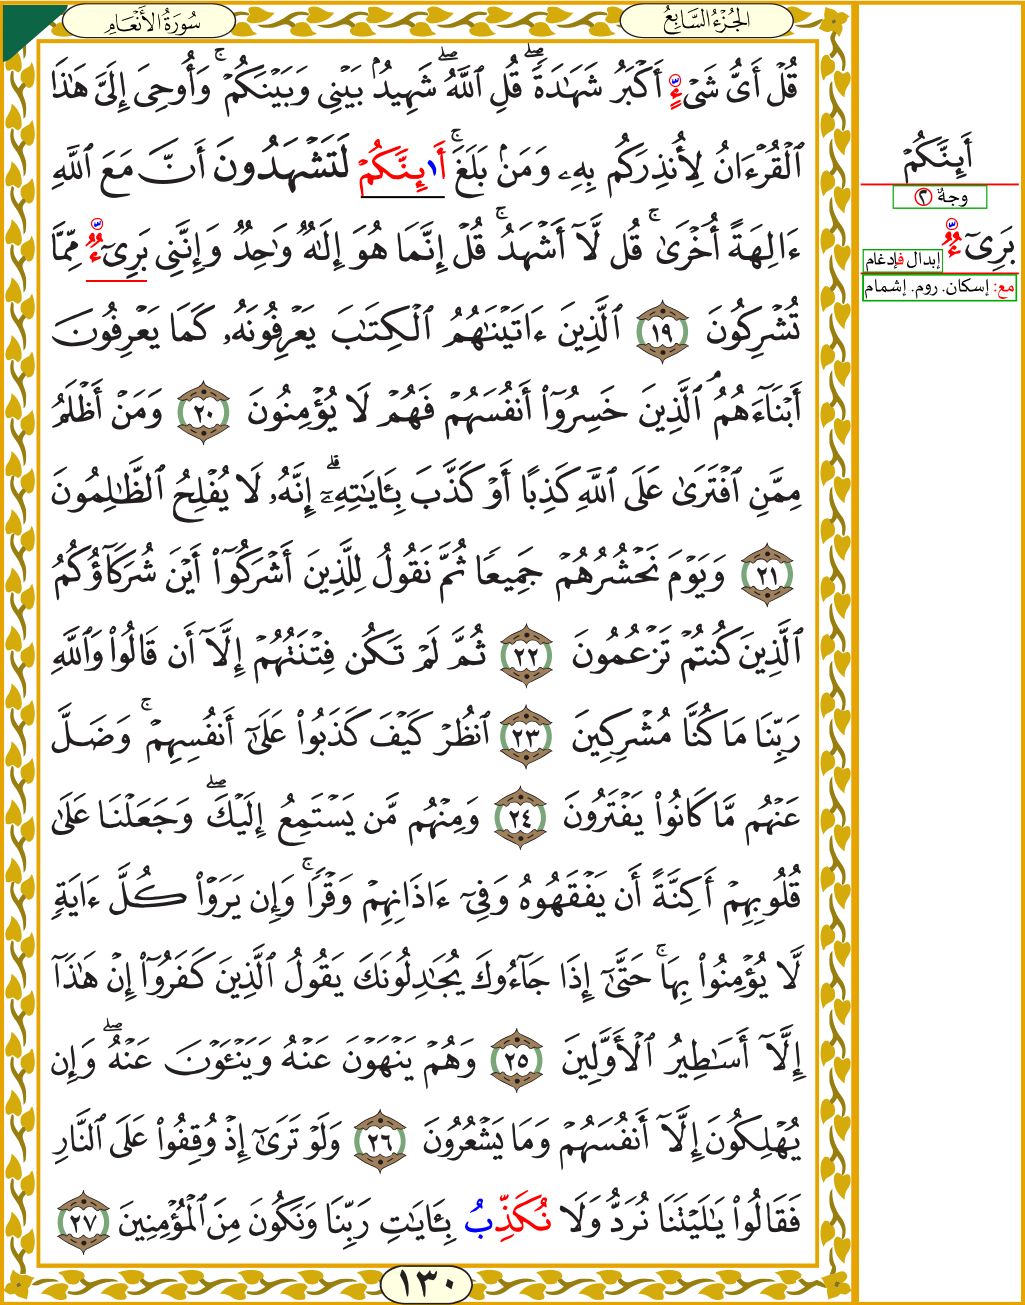 سُورَةُ الأَنْعَامِ
الجُزْءُ السَّابِعُ
قُلْ أَىُّ شَىْءٍ أَكْبَرُ شَهَٰدَةًۖ قُلِ ٱللَّهُۖ شَهِيدُۢ بَيْنِى وَبَيْنَكُمْۚ وَأُوحِىَ إِلَىَّ هَٰذَا
ٱلْقُرْءَانُ لِأُنذِرَكُم بِهِۦ وَمَنۢ بَلَغَۚ أَا۬ئِنَّكُمْ لَتَشْهَدُونَ أَنَّ مَعَ ٱللَّهِ
ءَالِهَةً أُخْرَىٰۚ قُل لَّآ أَشْهَدُۚ قُلْ إِنَّمَا هُوَ إِلَٰهٌ وَٰحِدٌ وَإِنَّنِى بَرِىٓءٌ مِّمَّا
تُشْرِكُونَ ١٩ ٱلَّذِينَ ءَاتَيْنَٰهُمُ ٱلْكِتَٰبَ يَعْرِفُونَهُۥ كَمَا يَعْرِفُونَ
أَبْنَآءَهُمُۘ ٱلَّذِينَ خَسِرُوٓا۟ أَنفُسَهُمْ فَهُمْ لَا يُؤْمِنُونَ ٢٠ وَمَنْ أَظْلَمُ
مِمَّنِ ٱفْتَرَىٰ عَلَى ٱللَّهِ كَذِبًا أَوْ كَذَّبَ بِـَٔايَٰتِهِۦٓۗ إِنَّهُۥ لَا يُفْلِحُ ٱلظَّٰلِمُونَ
٢١ وَيَوْمَ نَحْشُرُهُمْ جَمِيعًا ثُمَّ نَقُولُ لِلَّذِينَ أَشْرَكُوٓا۟ أَيْنَ شُرَكَآؤُكُمُ
ٱلَّذِينَ كُنتُمْ تَزْعُمُونَ ٢٢ ثُمَّ لَمْ تَكُن فِتْنَتُهُمْ إِلَّآ أَن قَالُوا۟ وَٱللَّهِ
رَبِّنَا مَا كُنَّا مُشْرِكِينَ ٢٣ ٱنظُرْ كَيْفَ كَذَبُوا۟ عَلَىٰٓ أَنفُسِهِمْۚ وَضَلَّ
عَنْهُم مَّا كَانُوا۟ يَفْتَرُونَ ٢٤ وَمِنْهُم مَّن يَسْتَمِعُ إِلَيْكَۖ وَجَعَلْنَا عَلَىٰ
قُلُوبِهِمْ أَكِنَّةً أَن يَفْقَهُوهُ وَفِىٓ ءَاذَانِهِمْ وَقْرًاۚ وَإِن يَرَوْا۟ كُلَّ ءَايَةٍ
لَّا يُؤْمِنُوا۟ بِهَاۚ حَتَّىٰٓ إِذَا جَآءُوكَ يُجَٰدِلُونَكَ يَقُولُ ٱلَّذِينَ كَفَرُوٓا۟ إِنْ هَٰذَآ
إِلَّآ أَسَٰطِيرُ ٱلْأَوَّلِينَ ٢٥ وَهُمْ يَنْهَوْنَ عَنْهُ وَيَنْـَٔوْنَ عَنْهُۖ وَإِن
يُهْلِكُونَ إِلَّآ أَنفُسَهُمْ وَمَا يَشْعُرُونَ ٢٦ وَلَوْ تَرَىٰٓ إِذْ وُقِفُوا۟ عَلَى ٱلنَّارِ
فَقَالُوا۟ يَٰلَيْتَنَا نُرَدُّ وَلَا نُكَذِّبُ بِـَٔايَٰتِ رَبِّنَا وَنَكُونَ مِنَ ٱلْمُؤْمِنِينَ ٢٧
١٣٠
أَئِنَّكُمْ
وجهٌ ٢
بَرِىٓءٌ
إبدال فإدغام
مع: إسكان. روم. إشمام